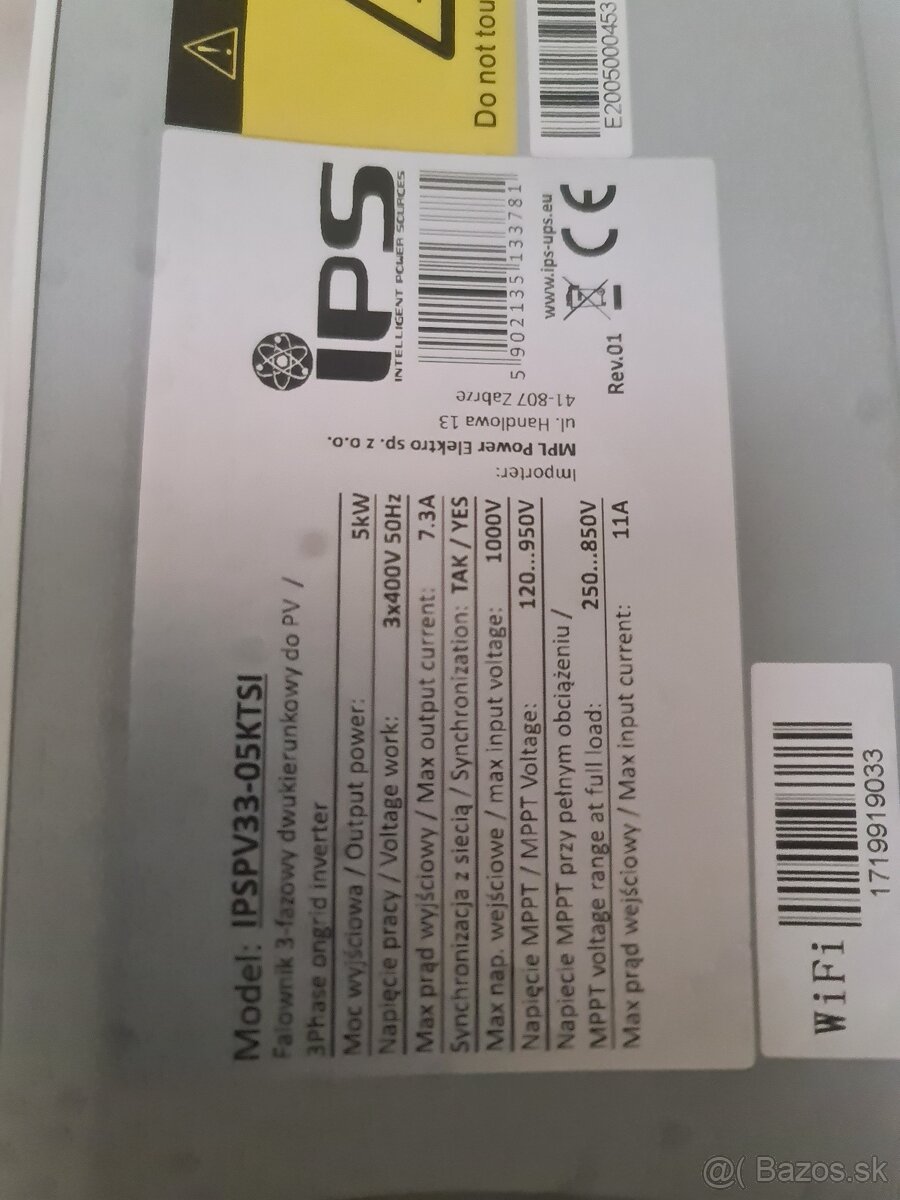 Model: IPSPV33-05KTSI
Falownik 3-fazowy dwukierunkowy do PV /
3Phase ongrid inverter
Moc wyjściowa / Output power: 5kW
Napięcie pracy / Voltage work: 3x400V 50Hz
Max prąd wyjściowy / Max output current: 7.3A
Synchronizacja z siecią / Synchronization: TAK / YES
Max nap. wejściowe / max input voltage: 1000V
Napięcie MPPT / MPPT Voltage: 120...950V
Napiecie MPPT przy pełnym obciążeniu /
MPPT voltage range at full load: 250...850V
Max prąd wejściowy / Max input current: 11A
Importer:
MPL Power Elektro sp. z o.o.
ul. Handlowa 13
41-807 Zabrze
iPS
INTELLIGENT POWER SOURCES
5 902135 133781
www.ips-ups.eu
CE
Rev.01
Do not tou
E2005000453
WiFi
1719919033
@( Bazos.sk